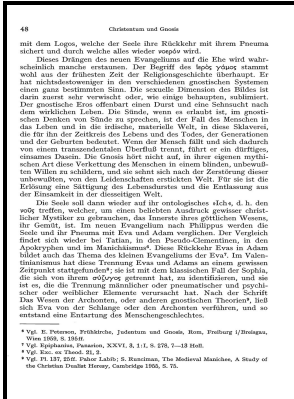 48 Christentum und Gnosis
mit dem Logos, welche der Seele ihre Rückkehr mit ihrem Pneuma
sichert und durch welche alles wieder κοινόν wird.
Dieses Drängen des neuen Evangeliums auf die Ehe wird wahr-
scheinlich manche erstaunen. Der Begriff des ἱερὸς γάμος stammt
wohl aus der frühesten Zeit der Religionsgeschichte überhaupt. Er
hat nichtsdestoweniger in den verschiedenen gnostischen Systemen
einen ganz bestimmten Sinn. Die sexuelle Dimension des Bildes ist
darin zuerst sehr verwischt oder, wie einige behaupten, sublimiert.
Der gnostische Eros offenbart einen Durst und eine Sehnsucht nach
dem wirklichen Leben. Die Sünde, wenn es erlaubt ist, im gnosti-
schen Denken von Sünde zu sprechen, ist der Fall des Menschen in
das Leben und in die irdische, materielle Welt, in diese Sklaverei,
die für ihn der Zeitkreis des Lebens und des Todes, der Generationen
und der Geburten bedeutet. Wenn der Mensch fällt und sich dadurch
von einem transzendentalen Überfluß trennt, führt er ein dürftiges,
einsames Dasein. Die Gnosis hört nicht auf, in ihrer eigenen mythi-
schen Art diese Verkettung des Menschen in einem blinden, unbewuß-
ten Willen zu schildern, und sie sehnt sich nach der Zerstörung dieser
unbewußten, von den Leidenschaften erstickten Welt. Für sie ist die
Erlösung eine Sättigung des Lebensdurstes und die Entlassung aus
der Einsamkeit in der diesseitigen Welt.
Die Seele soll dann wieder auf ihr ontologisches »Ich«, d. h. den
νοῦς treffen, welcher, um einen beliebten Ausdruck gewisser christ-
licher Mystiker zu gebrauchen, das Innerste ihres göttlichen Wesens,
ihr Gemüt, ist. Im neuen Evangelium nach Philippus werden die
Seele und ihr Pneuma mit Eva und Adam verglichen. Der Vergleich
findet sich wieder bei Tatian, in den Pseudo-Clementinen, in den
Apokryphen und im Manichäismus⁶. Diese Rückkehr Evas in Adam
bildet auch das Thema des kleinen Evangeliums der Eva⁷. Im Valen-
tinianismus hat diese Trennung Evas und Adams an einem gewissen
Zeitpunkt stattgefunden⁸; sie ist mit dem klassischen Fall der Sophia,
die sich von ihrem σύζυγος getrennt hat, zu identifizieren, und sie
ist es, die die Trennung männlicher oder pneumatischer und psychi-
scher oder weiblicher Elemente verursacht hat. Nach der Schrift
Das Wesen der Archonten, oder anderen gnostischen Theorien⁹, ließ
sich Eva von der Schlange oder den Archonten verführen, und so
entstand eine Entartung des Menschengeschlechtes.
⁶ Vgl. E. Peterson, Frühkirche, Judentum und Gnosis, Rom, Freiburg i/Breisgau,
Wien 1959, S. 195ff.
⁷ Vgl. Epiphanius, Panarion, XXVI, 3, 1: I, S. 278, 7—13 Holl.
⁸ Vgl. Exc. ex Theod. 21, 2.
⁹ Vgl. Pl. 137, 25ff. Pahor Labib; S. Runciman, The Medieval Manichee, A Study of
the Christian Dualist Heresy, Cambridge 1955, S. 75.